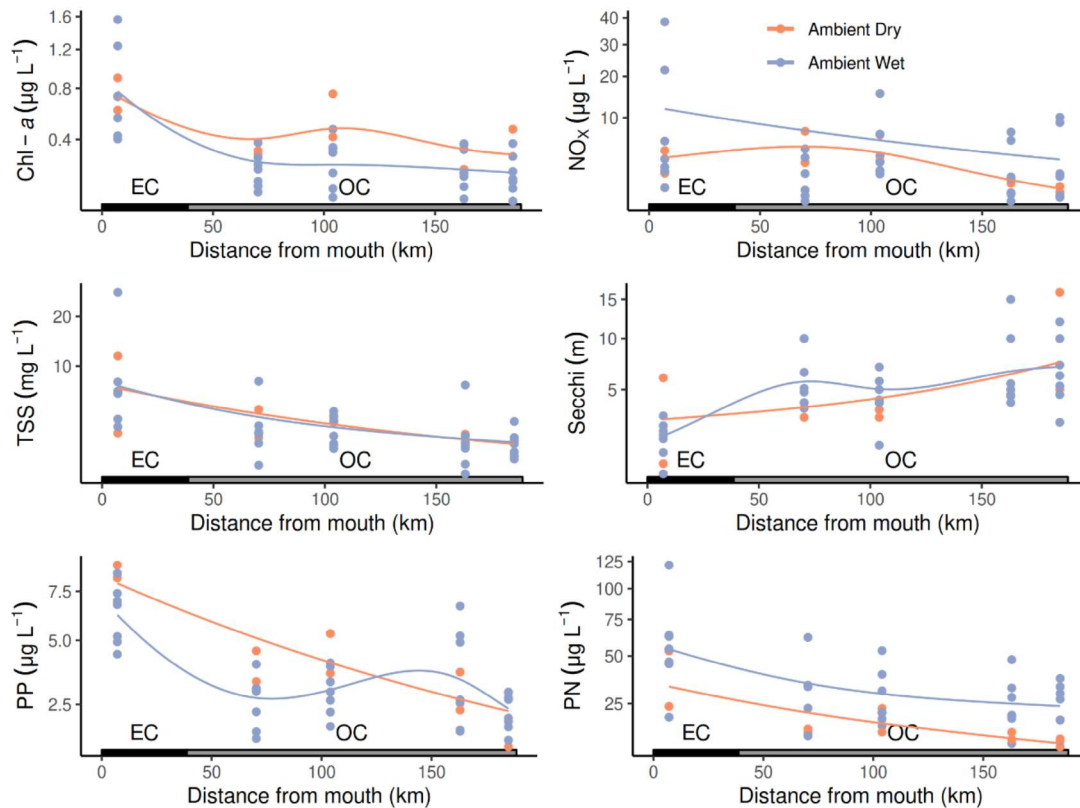 1.6
1.2
0.8
0.4
Chl − a (µg L⁻¹)
EC OC
0 50 100 150
Distance from mouth (km)
40
30
20
10
NOX (µg L⁻¹)
Ambient Dry
Ambient Wet
EC OC
0 50 100 150
Distance from mouth (km)
20
10
TSS (mg L⁻¹)
EC OC
0 50 100 150
Distance from mouth (km)
15
10
5
Secchi (m)
EC OC
0 50 100 150
Distance from mouth (km)
7.5
5.0
2.5
PP (µg L⁻¹)
EC OC
0 50 100 150
Distance from mouth (km)
125
100
75
50
25
PN (µg L⁻¹)
EC OC
0 50 100 150
Distance from mouth (km)